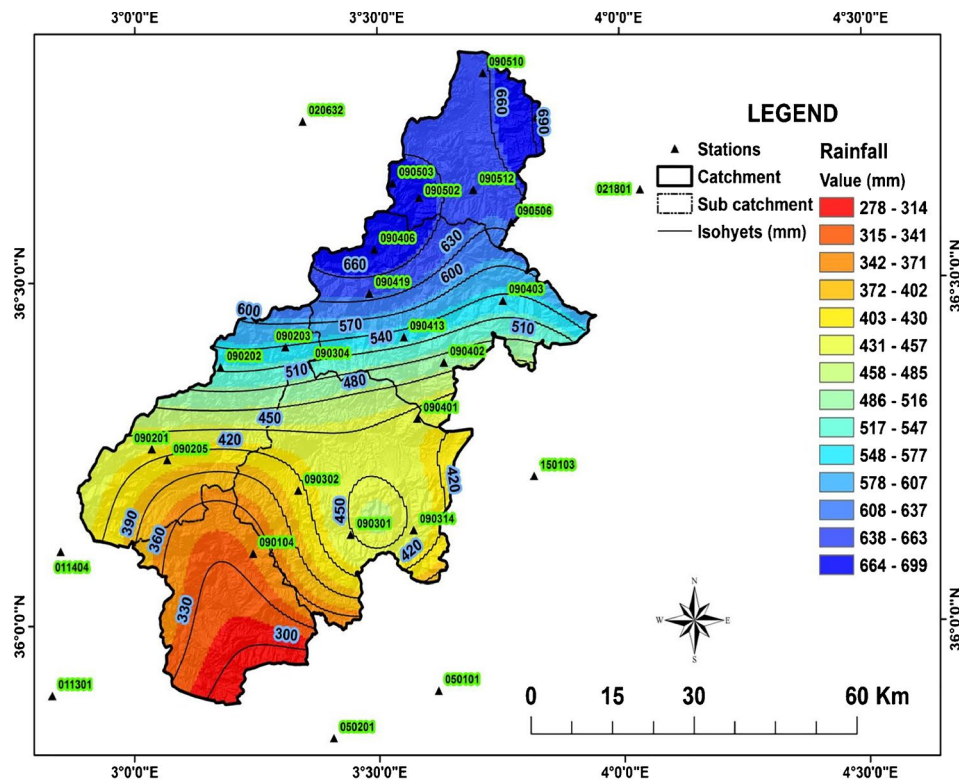 3°0'0"E 3°30'0"E 4°0'0"E 4°30'0"E
36°30'0"N
36°0'0"N
36°30'0"N
36°0'0"N
090510
020632
660
690
090503
090502
090512
021801
090506
090406
630
660
600
090419
090403
600
570
090203
540
090413
510
090202
090304
510
090402
480
450
090401
090201
420
090205
420
150103
090302
450
390
090301
090314
360
420
011404
090104
330
300
011301
050101
050201
LEGEND
Stations
Catchment
Sub catchment
Isohyets (mm)
Rainfall
Value (mm)
278 - 314
315 - 341
342 - 371
372 - 402
403 - 430
431 - 457
458 - 485
486 - 516
517 - 547
548 - 577
578 - 607
608 - 637
638 - 663
664 - 699
N
W E
S
0 15 30 60 Km
3°0'0"E 3°30'0"E 4°0'0"E 4°30'0"E